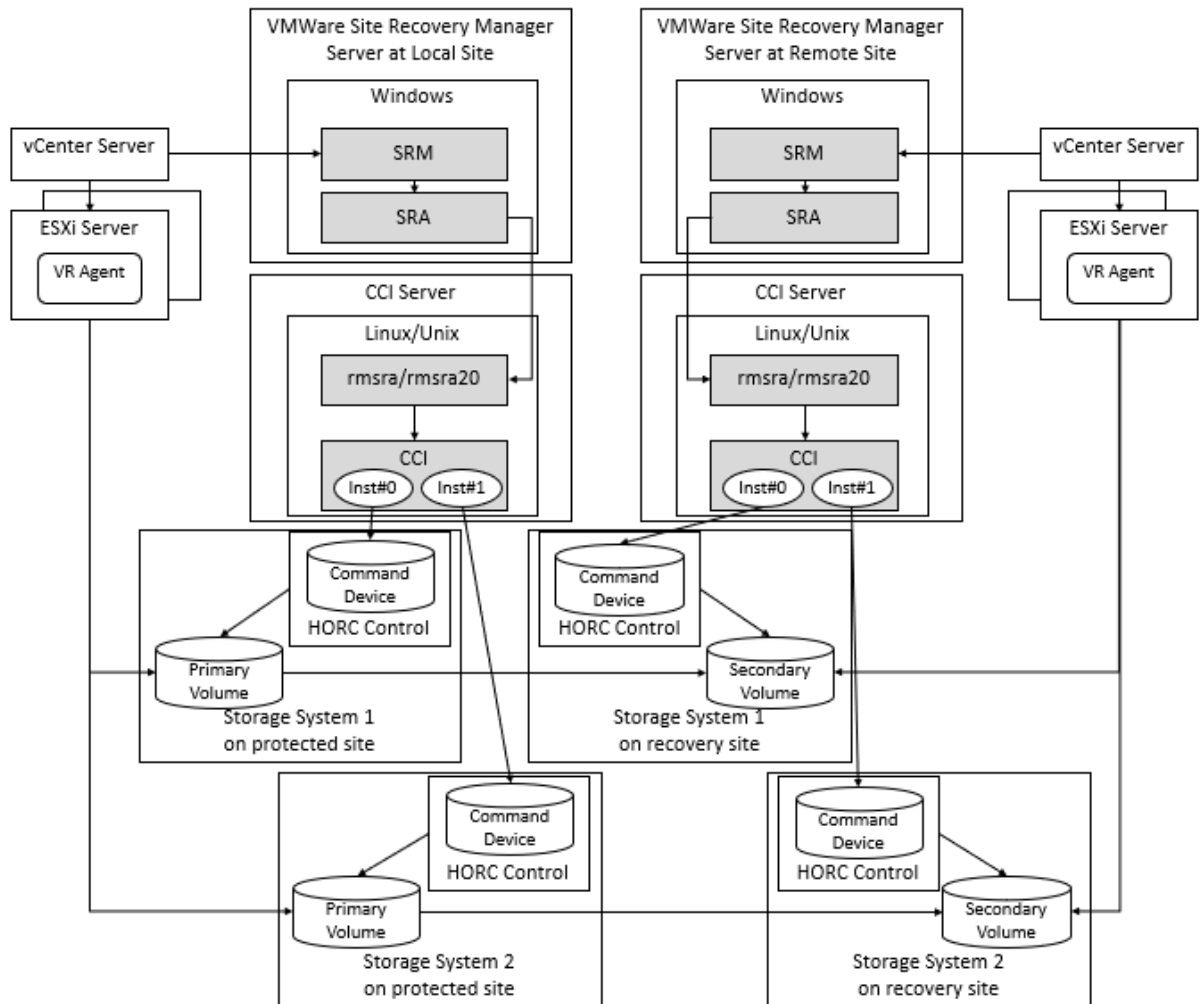 VMWare Site Recovery Manager
Server at Local Site
VMWare Site Recovery Manager
Server at Remote Site
Windows
Windows
vCenter Server
SRM
SRM
vCenter Server
SRA
SRA
ESXi Server
VR Agent
ESXi Server
VR Agent
CCI Server
CCI Server
Linux/Unix
Linux/Unix
rmsra/rmsra20
rmsra/rmsra20
CCI
CCI
Inst#0
Inst#1
Inst#0
Inst#1
Command
Device
HORC Control
Command
Device
HORC Control
Primary
Volume
Secondary
Volume
Storage System 1
on protected site
Storage System 1
on recovery site
Command
Device
HORC Control
Command
Device
HORC Control
Primary
Volume
Secondary
Volume
Storage System 2
on protected site
Storage System 2
on recovery site